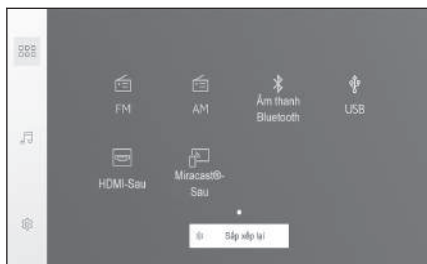 FM
AM
Âm thanh
Bluetooth
USB
HDMI-Sau
Miracast®-
Sau
Sắp xếp lại